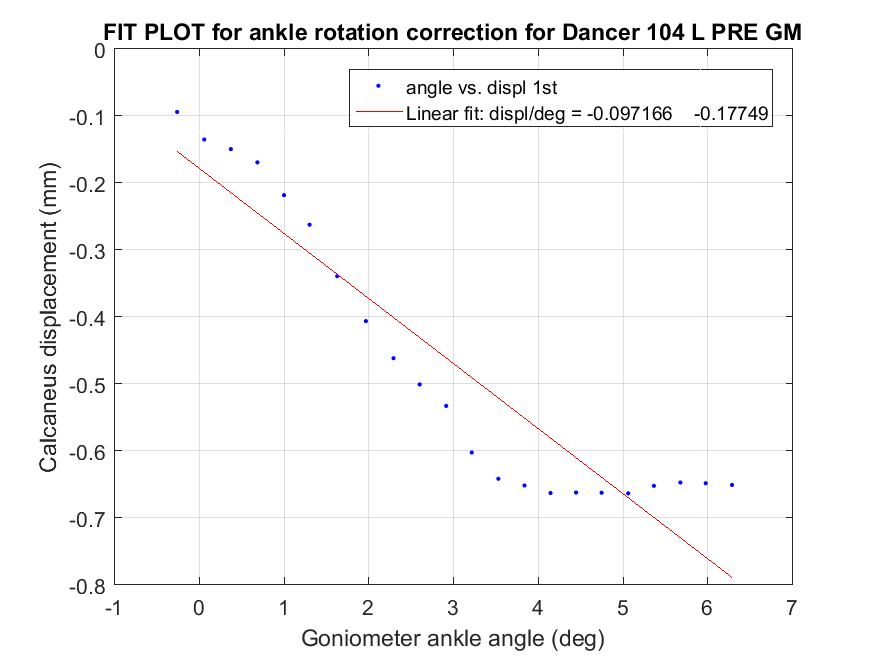 FIT PLOT for ankle rotation correction for Dancer 104 L PRE GM
0
-0.1
-0.2
-0.3
-0.4
-0.5
-0.6
-0.7
-0.8
Calcaneus displacement (mm)
angle vs. displ 1st
Linear fit: displ/deg = -0.097166 -0.17749
-1 0 1 2 3 4 5 6 7
Goniometer ankle angle (deg)